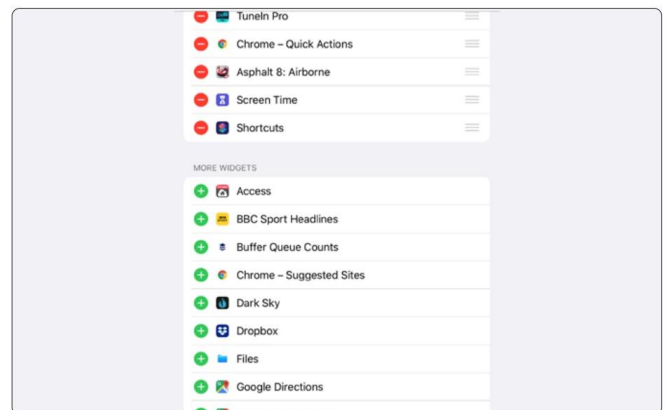 TuneIn Pro
Chrome – Quick Actions
Asphalt 8: Airborne
Screen Time
Shortcuts
MORE WIDGETS
Access
BBC Sport Headlines
Buffer Queue Counts
Chrome – Suggested Sites
Dark Sky
Dropbox
Files
Google Directions